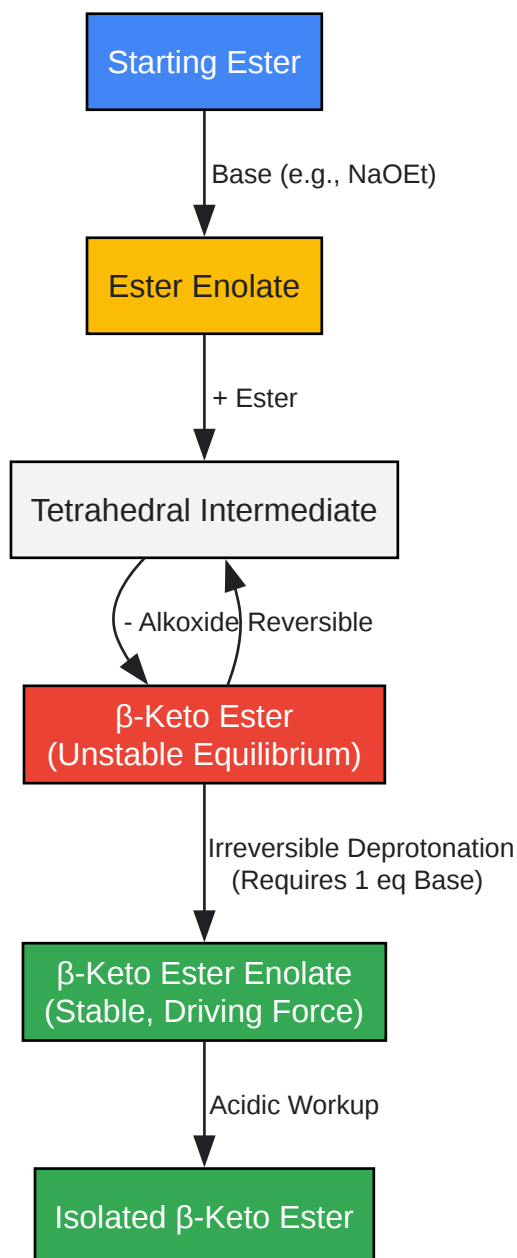 Starting Ester
Base (e.g., NaOEt)
Ester Enolate
+ Ester
Tetrahedral Intermediate
- Alkoxide
Reversible
β-Keto Ester
(Unstable Equilibrium)
Irreversible Deprotonation
(Requires 1 eq Base)
β-Keto Ester Enolate
(Stable, Driving Force)
Acidic Workup
Isolated β-Keto Ester